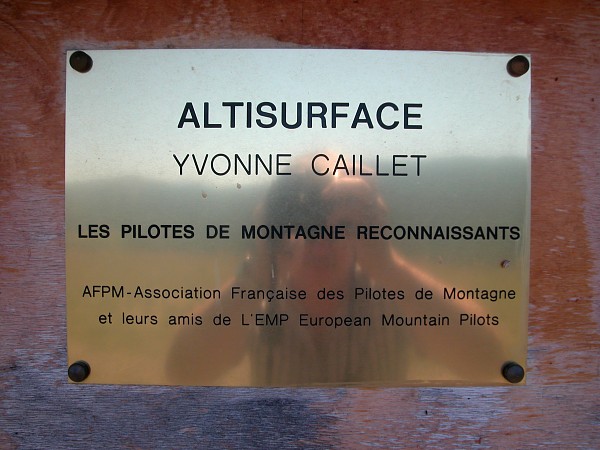 ALTISURFACE
YVONNE CAILLET
LES PILOTES DE MONTAGNE RECONNAISSANTS
AFPM-Association Française des Pilotes de Montagne
et leurs amis de L'EMP European Mountain Pilots